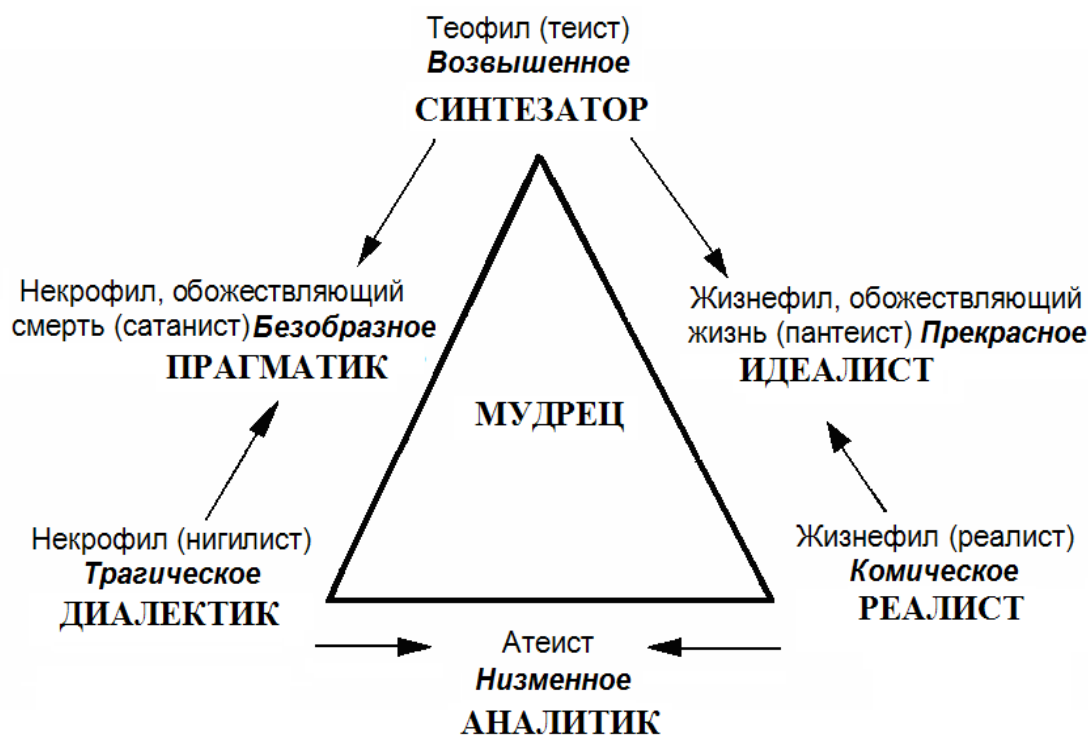 Теофил (теист)
Возвышенное
СИНТЕЗАТОР
Некрофил, обожествляющий
смерть (сатанист) Безобразное
ПРАГМАТИК
Жизнефил, обожествляющий
жизнь (пантеист) Прекрасное
ИДЕАЛИСТ
МУДРЕЦ
Некрофил (нигилист)
Трагическое
ДИАЛЕКТИК
Жизнефил (реалист)
Комическое
РЕАЛИСТ
Атеист
Низменное
АНАЛИТИК